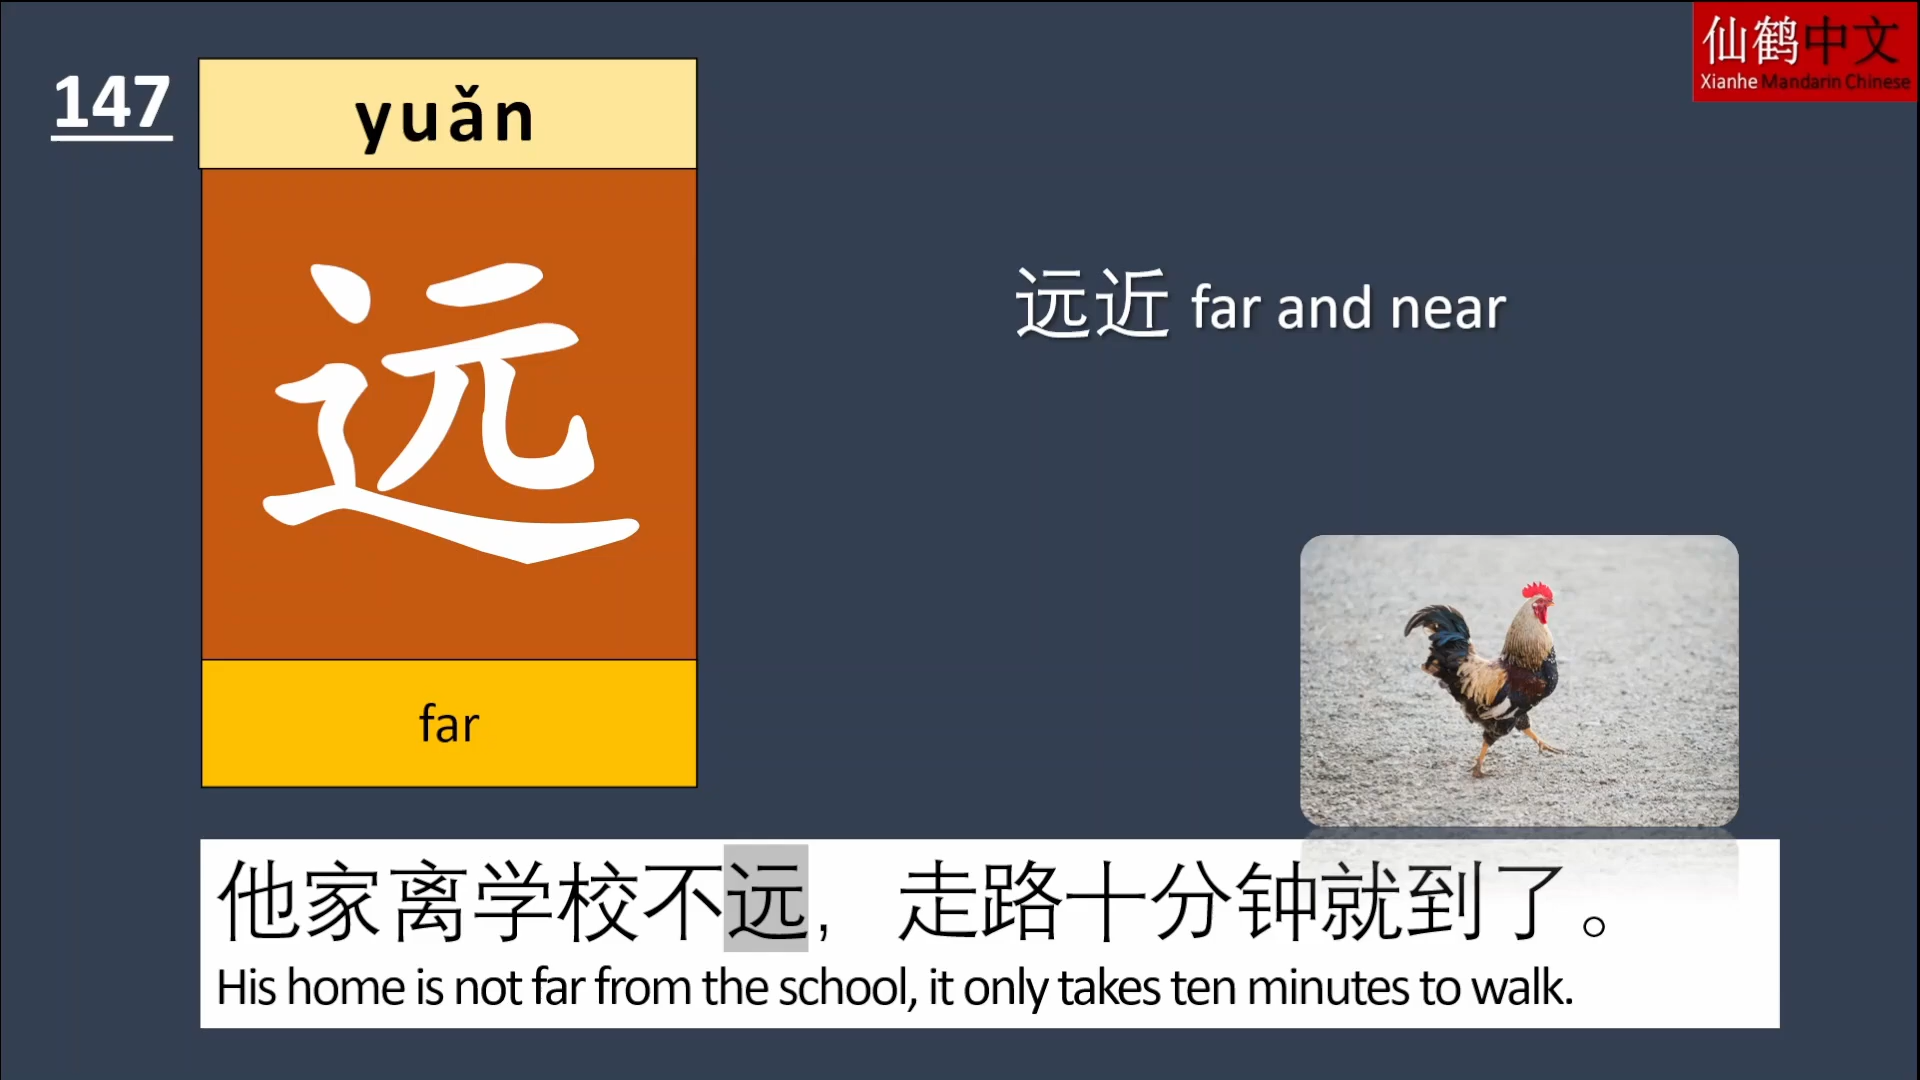 147
yuǎn
远
far
仙鹤中文
Xianhe Mandarin Chinese
远近 far and near
他家离学校不远，走路十分钟就到了。
His home is not far from the school, it only takes ten minutes to walk.